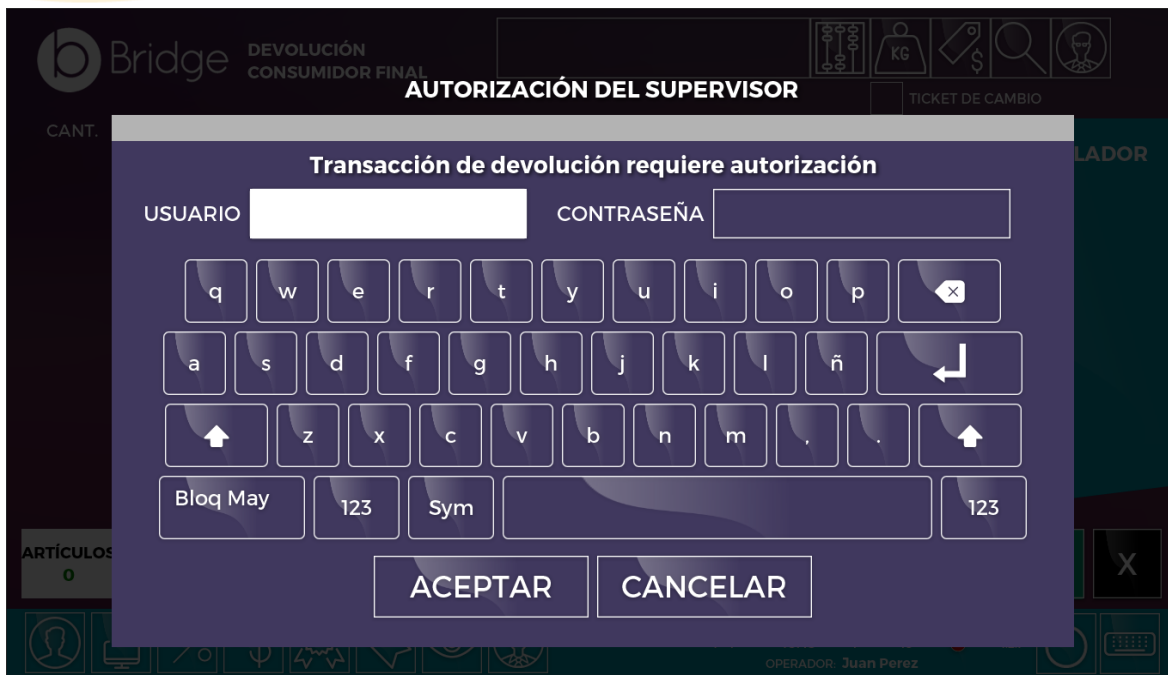 Bridge
DEVOLUCIÓN
CONSUMIDOR FINAL
KG
$
AUTORIZACIÓN DEL SUPERVISOR
TICKET DE CAMBIO
CANT.
LADOR
Transacción de devolución requiere autorización
USUARIO CONTRASEÑA
q w e r t y u i o p
a s d f g h j k l ñ
z x c v b n m , .
Bloq May 123 Sym 123
ARTÍCULOS
0
X
ACEPTAR CANCELAR
OPERADOR: Juan Perez